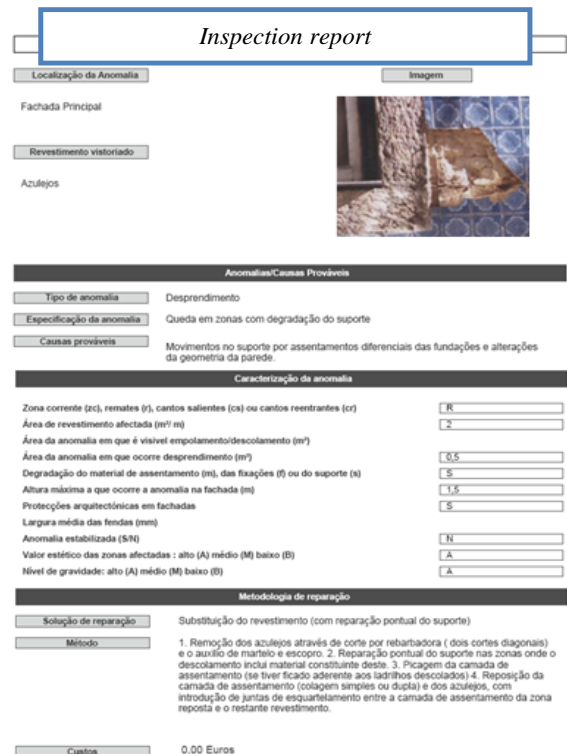 Inspection report
Localização da Anomalia
Imagem
Fachada Principal
Revestimento vistoriado
Azulejos
Anomalias/Causas Prováveis
Tipo de anomalia Desprendimento
Especificação da anomalia Queda em zonas com degradação do suporte
Causas prováveis Movimentos no suporte por assentamentos diferenciais das fundações e alterações
da geometria da parede.
Caracterização da anomalia
Zona corrente (zc), remates (r), cantos salientes (cs) ou cantos reentrantes (cr) R
Área de revestimento afectada (m²/ m) 2
Área da anomalia em que é visível empolamento/descolamento (m²)
Área da anomalia em que ocorre desprendimento (m²) 0,5
Degradação do material de assentamento (m), das fixações (f) ou do suporte (s) S
Altura máxima a que ocorre a anomalia na fachada (m) 1,5
Protecções arquitectónicas em fachadas S
Largura média das fendas (mm)
Anomalia estabilizada (S/N) N
Valor estético das zonas afectadas : alto (A) médio (M) baixo (B) A
Nível de gravidade: alto (A) médio (M) baixo (B) A
Metodologia de reparação
Solução de reparação Substituição do revestimento (com reparação pontual do suporte)
Método 1. Remoção dos azulejos através de corte por rebarbadora ( dois cortes diagonais)
e o auxílio de martelo e escopro. 2. Reparação pontual do suporte nas zonas onde o
descolamento inclui material constituinte deste. 3. Picagem da camada de
assentamento (se tiver ficado aderente aos ladrilhos descolados) 4. Reposição da
camada de assentamento (colagem simples ou dupla) e dos azulejos, com
introdução de juntas de esquartelamento entre a camada de assentamento da zona
reposta e o restante revestimento.
Custos 0,00 Euros